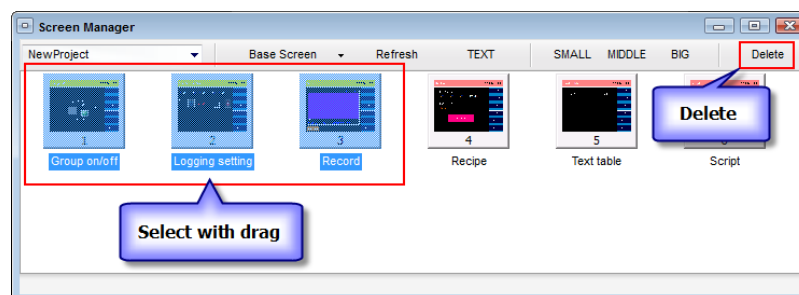 Screen Manager
NewProject Base Screen Refresh TEXT SMALL MIDDLE BIG Delete
Delete
1 2 3 4 5
Group on/off Logging setting Record Recipe Text table Script
Select with drag